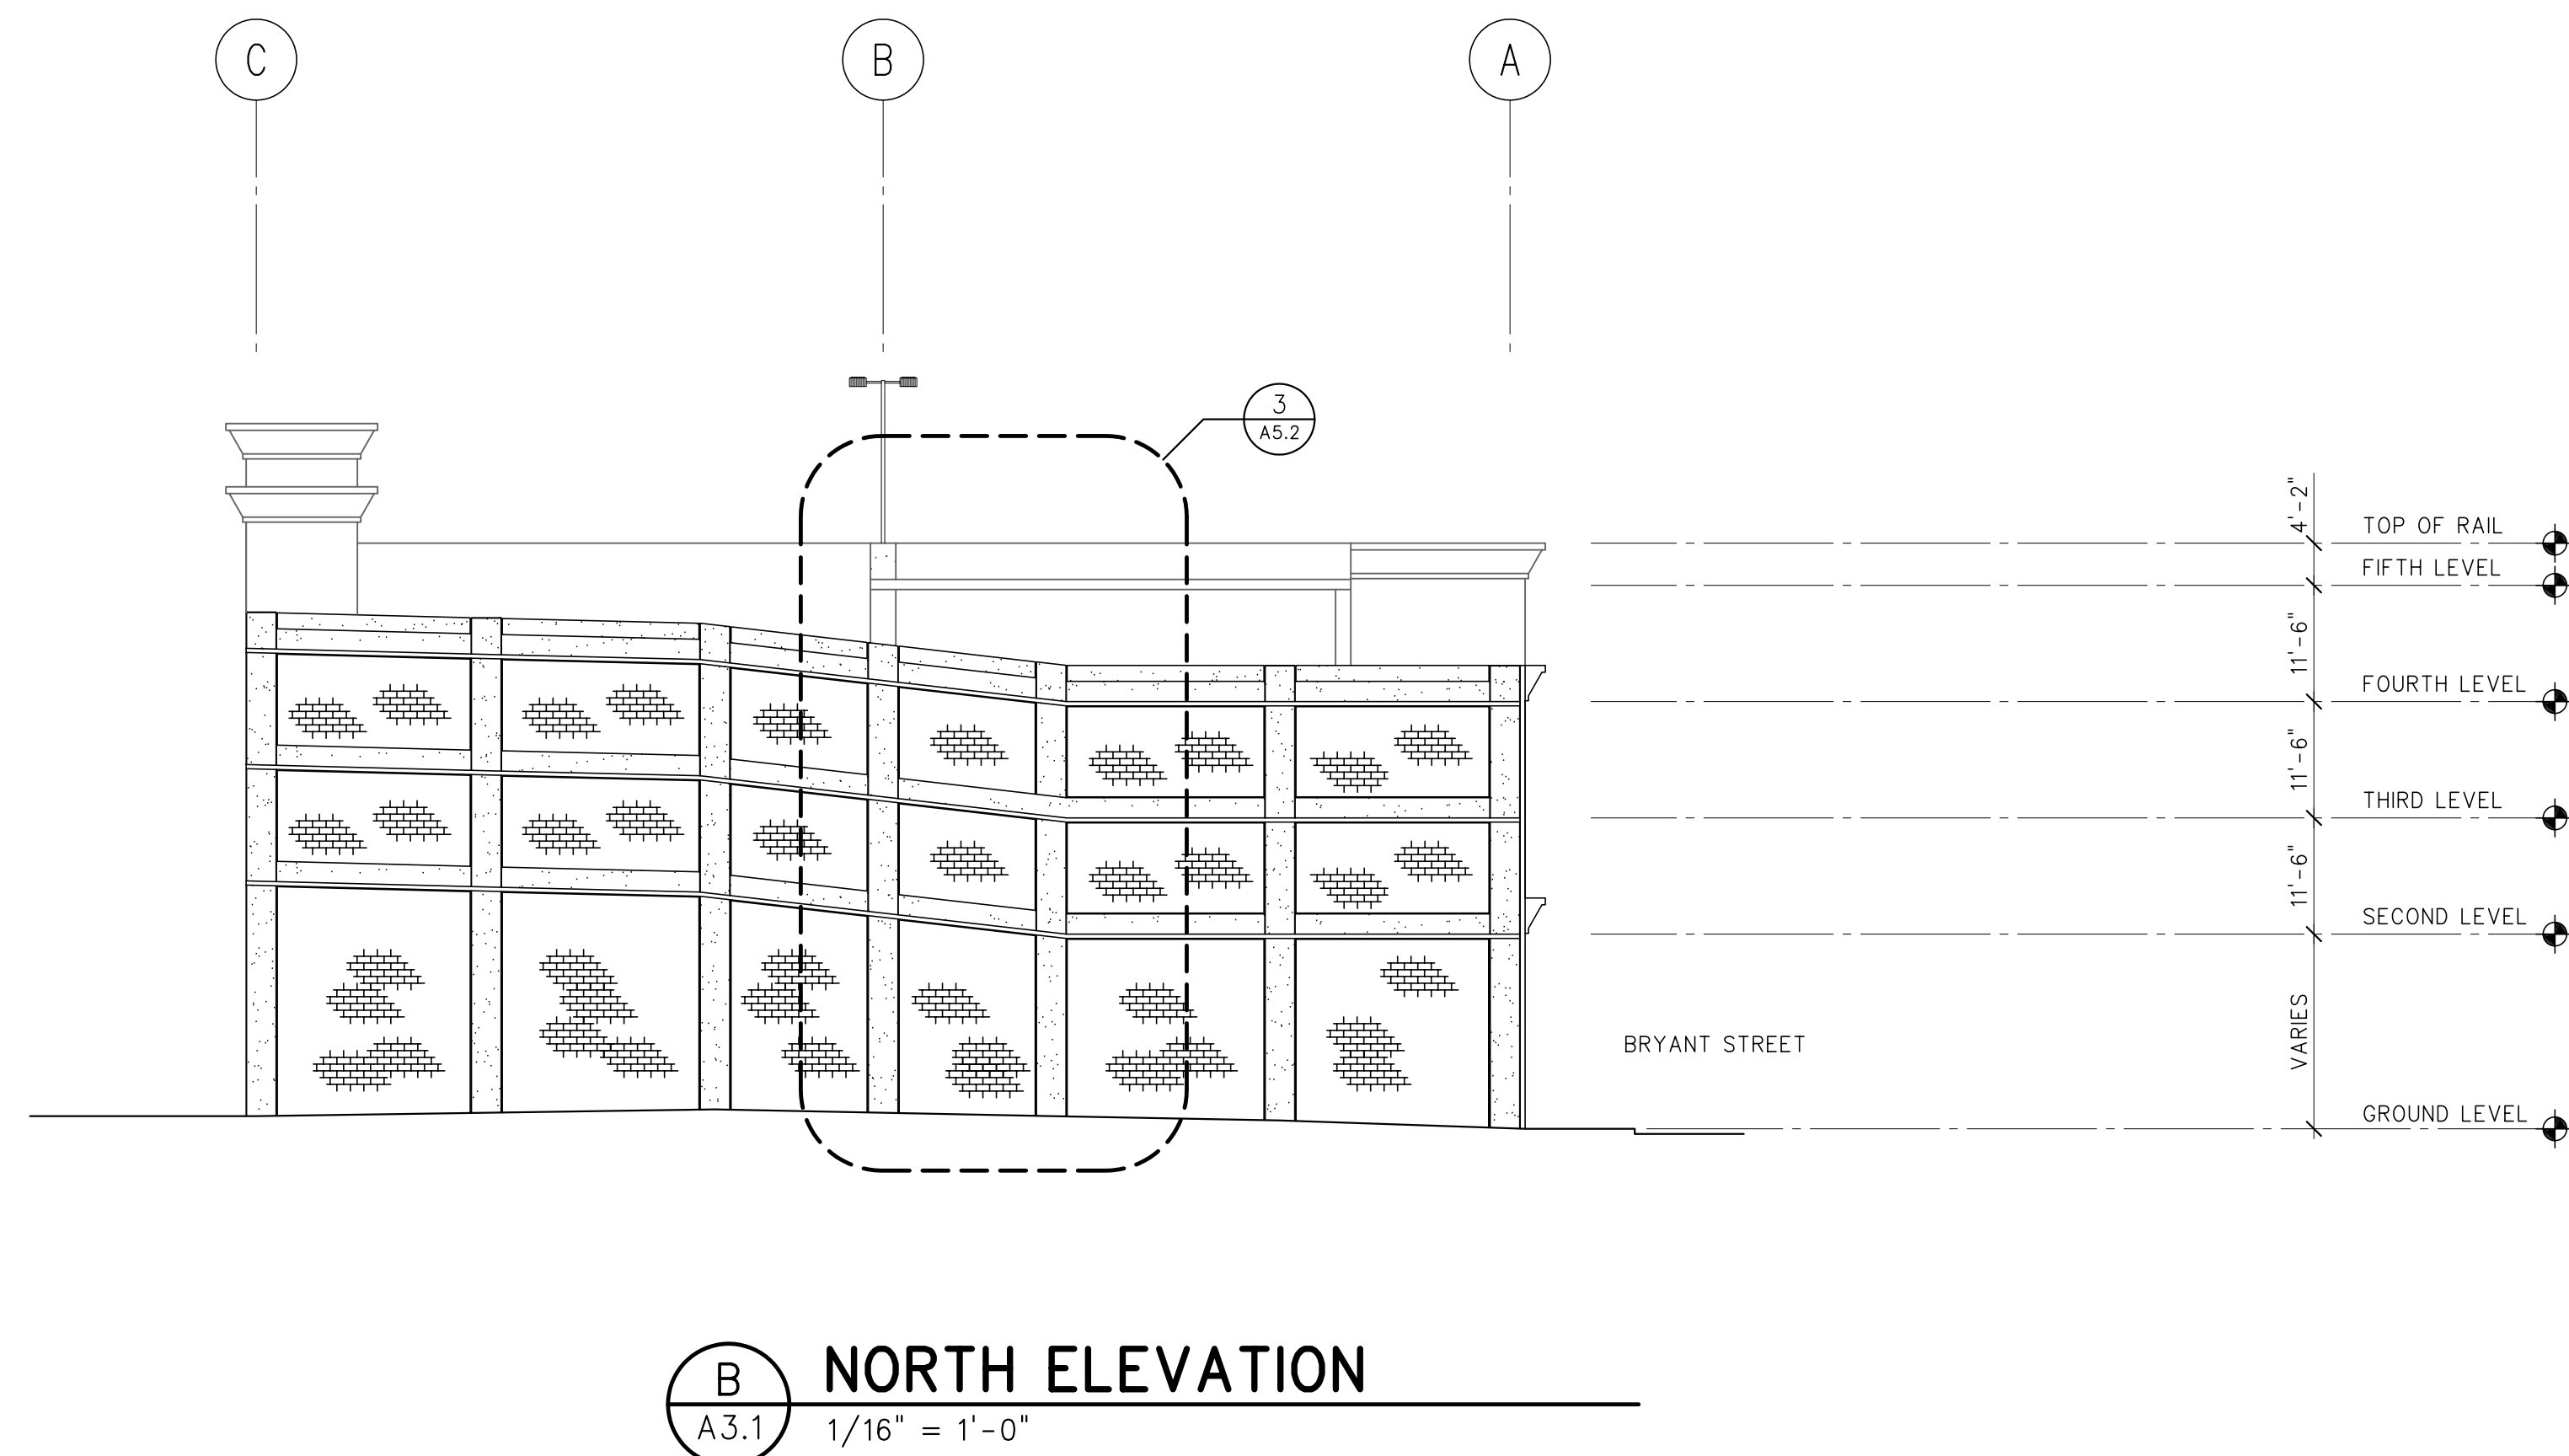 C
B
A
3
A5.2
4'-2"
TOP OF RAIL
FIFTH LEVEL
11'-6"
FOURTH LEVEL
11'-6"
THIRD LEVEL
11'-6"
SECOND LEVEL
VARIES
BRYANT STREET
GROUND LEVEL
B
A3.1
NORTH ELEVATION
1/16" = 1'-0"